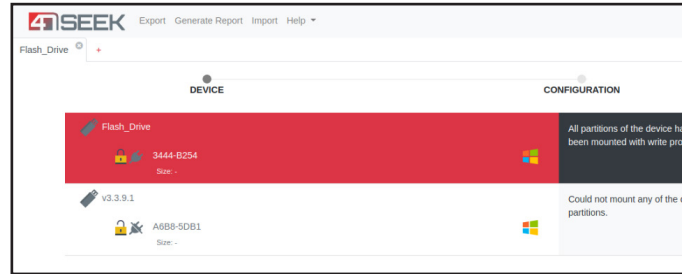 4n6SEEK Export Generate Report Import Help
Flash_Drive +
DEVICE CONFIGURATION
Flash_Drive
3444-B254
Size: -
All partitions of the device ha
been mounted with write pro
v3.3.9.1
A6B8-5DB1
Size: -
Could not mount any of the
partitions.